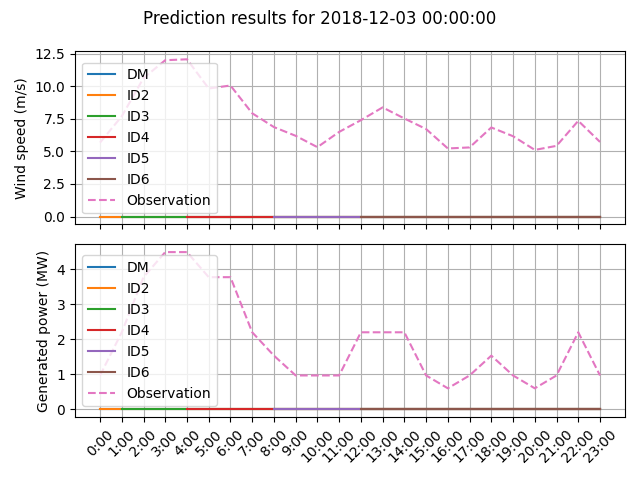 Prediction results for 2018-12-03 00:00:00
Wind speed (m/s)
12.5
10.0
7.5
5.0
2.5
0.0
DM
ID2
ID3
ID4
ID5
ID6
Observation
Generated power (MW)
4
3
2
1
0
DM
ID2
ID3
ID4
ID5
ID6
Observation
0:00
1:00
2:00
3:00
4:00
5:00
6:00
7:00
8:00
9:00
10:00
11:00
12:00
13:00
14:00
15:00
16:00
17:00
18:00
19:00
20:00
21:00
22:00
23:00